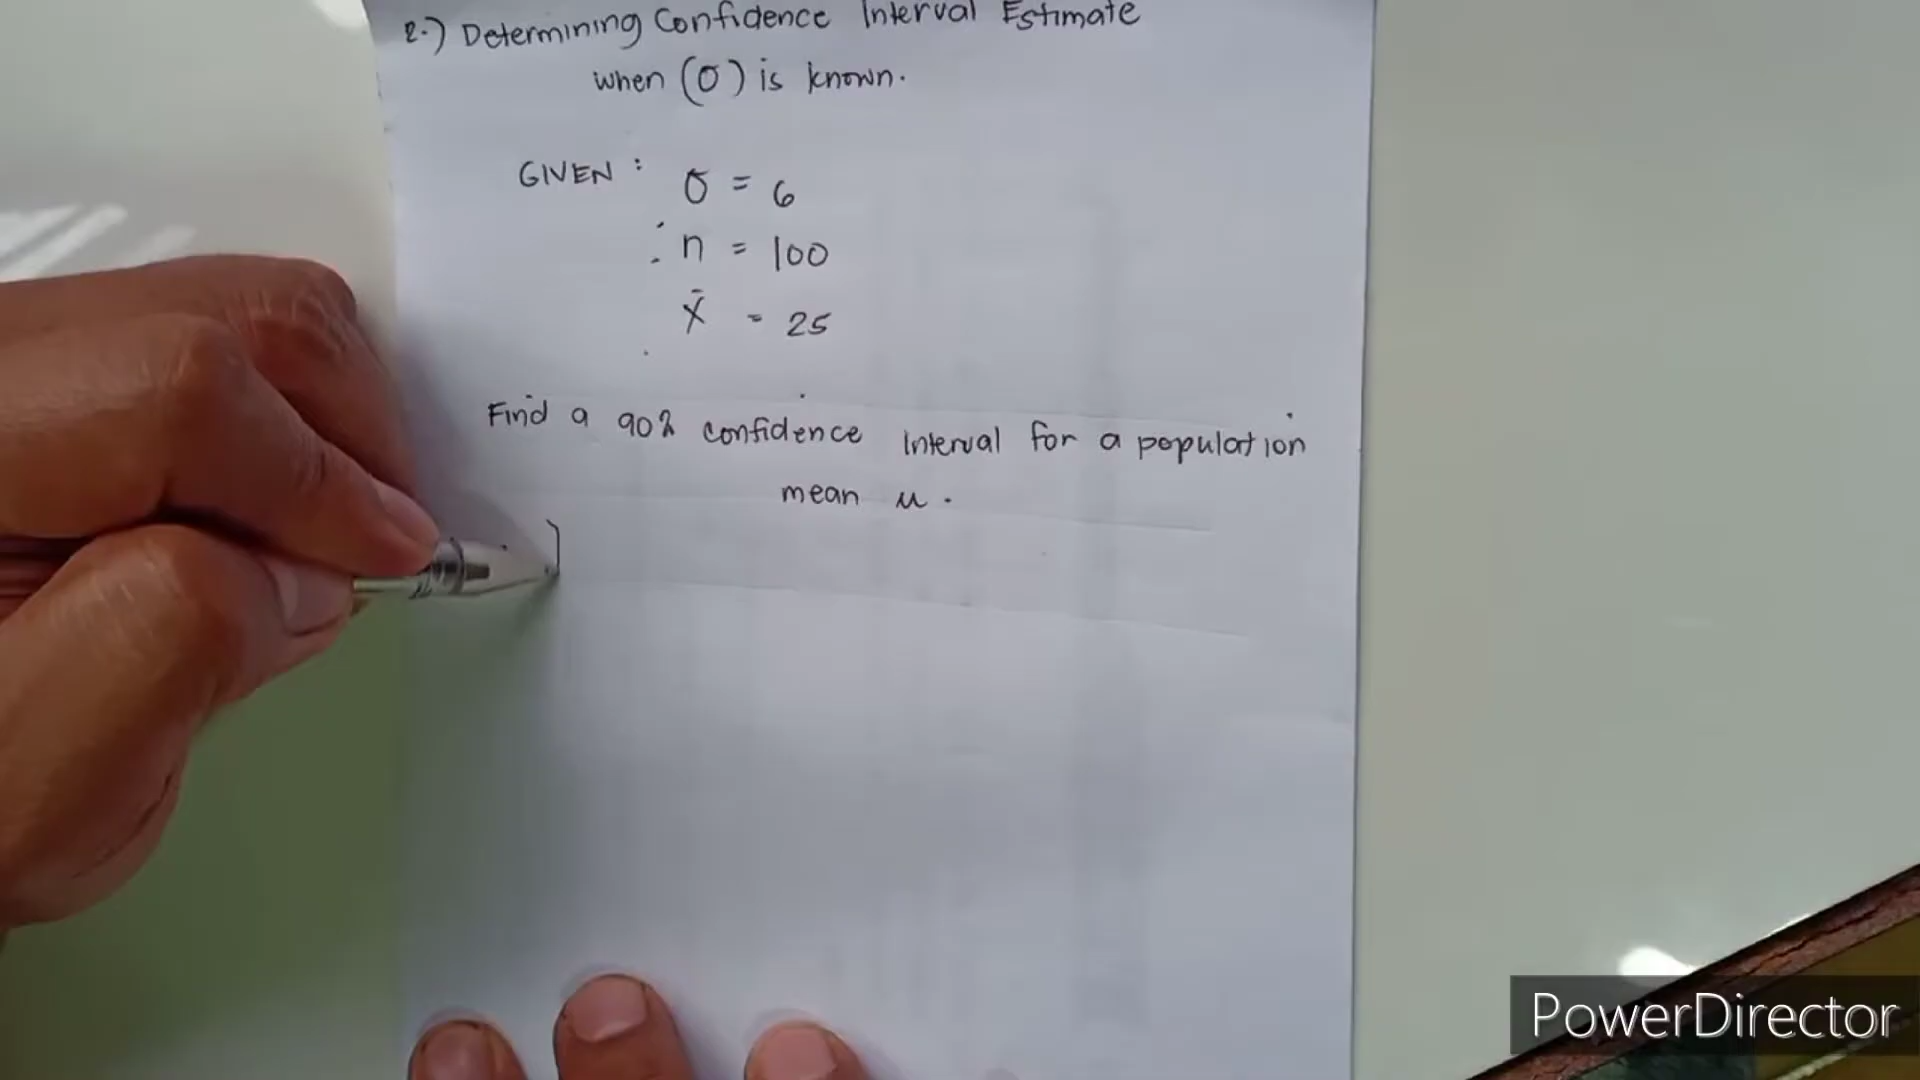 2.) Determining Confidence Interval Estimate
when (σ) is known.
GIVEN : σ = 6
n = 100
x̄ = 25
Find a 90% confidence interval for a population
mean u.
PowerDirector